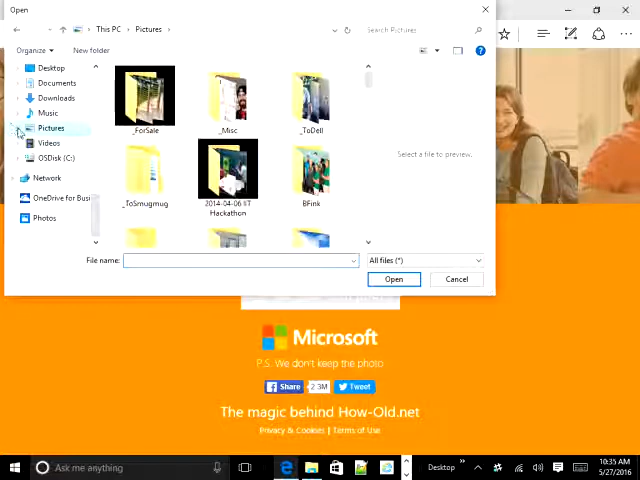 Open
This PC
Pictures
Search Pictures
Organize
New folder
Desktop
Documents
Downloads
Music
Pictures
Videos
OSDisk (C:)
Network
OneDrive for Busi
Photos
_ForSale
_Misc
_ToDell
_ToSmugmug
2014-04-06 IIT
Hackathon
BFink
Select a file to preview.
File name:
All files (*)
Open
Cancel
Microsoft
P.S. We don't keep the photo
Share
2.3M
Tweet
The magic behind How-Old.net
Privacy & Cookies | Terms of Use
Ask me anything
Desktop
10:35 AM
5/27/2016